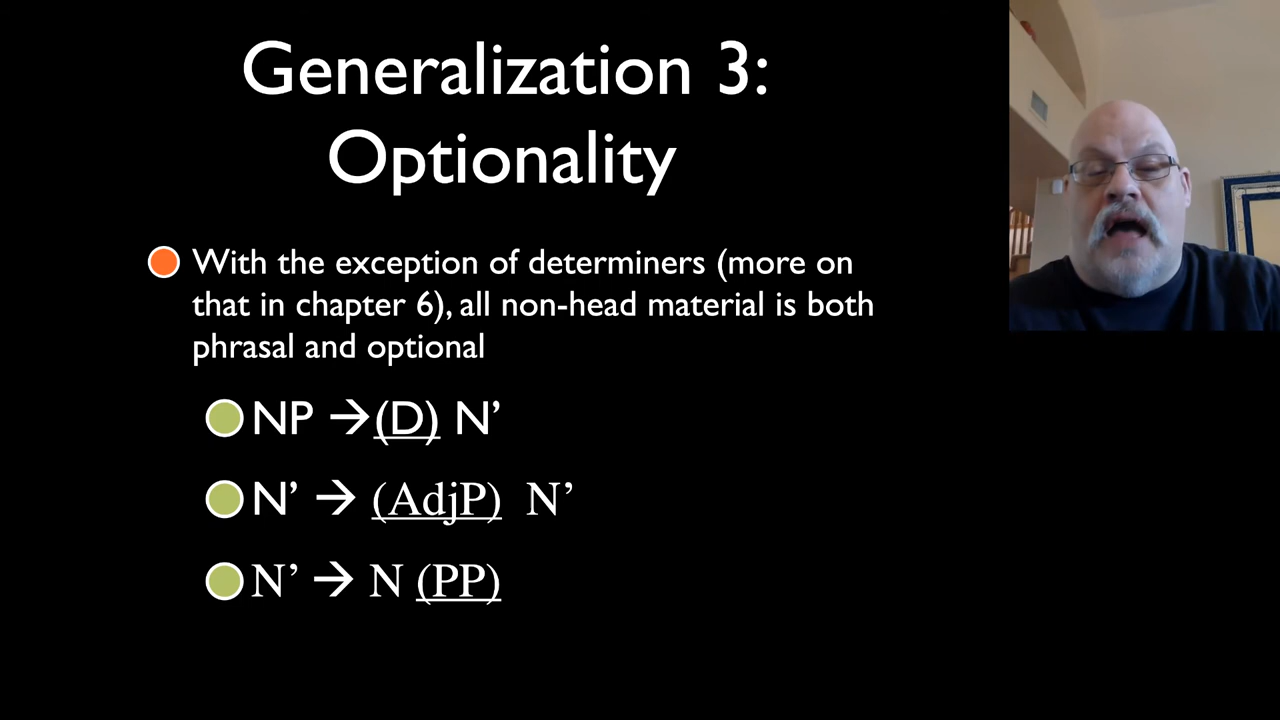 Generalization 3:
Optionality
With the exception of determiners (more on
that in chapter 6), all non-head material is both
phrasal and optional
NP → (D) N’
N’ → (AdjP) N’
N’ → N (PP)